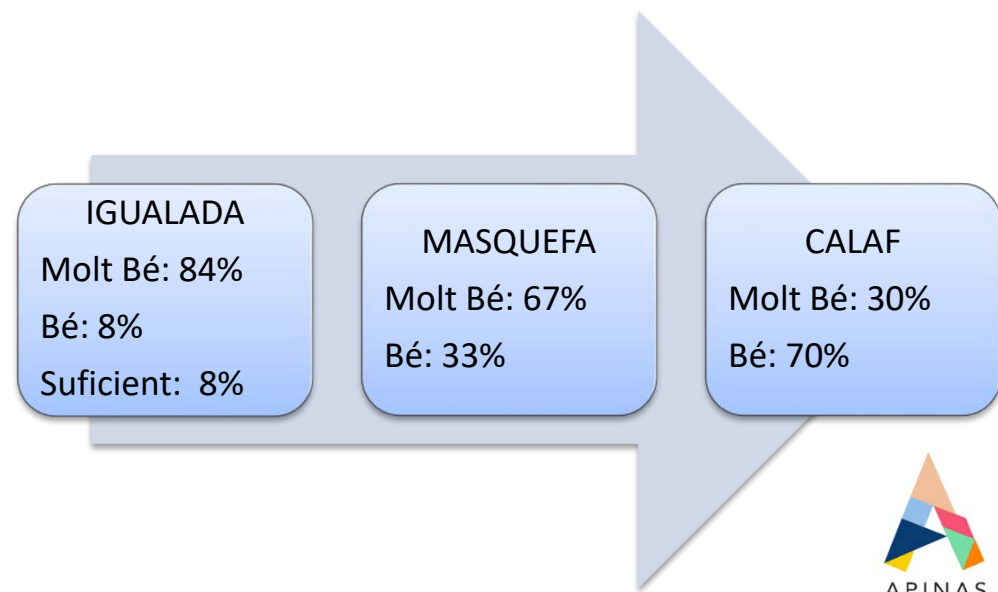 IGUALADA
Molt Bé: 84%
Bé: 8%
Suficient: 8%
MASQUEFA
Molt Bé: 67%
Bé: 33%
CALAF
Molt Bé: 30%
Bé: 70%
APINAS